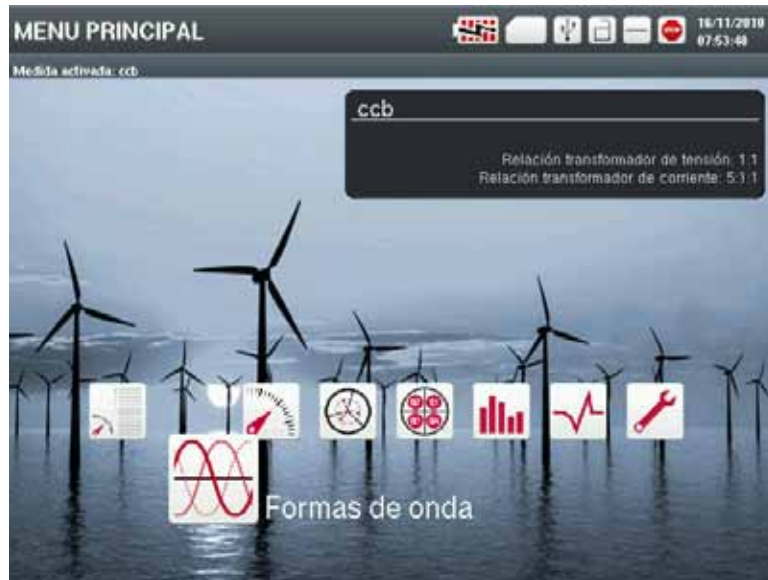 MENU PRINCIPAL
16/11/2010
07:53:48
Medida activada: ccb
ccb
Relación transformador de tensión: 1:1
Relación transformador de corriente: 5:1:1
Formas de onda